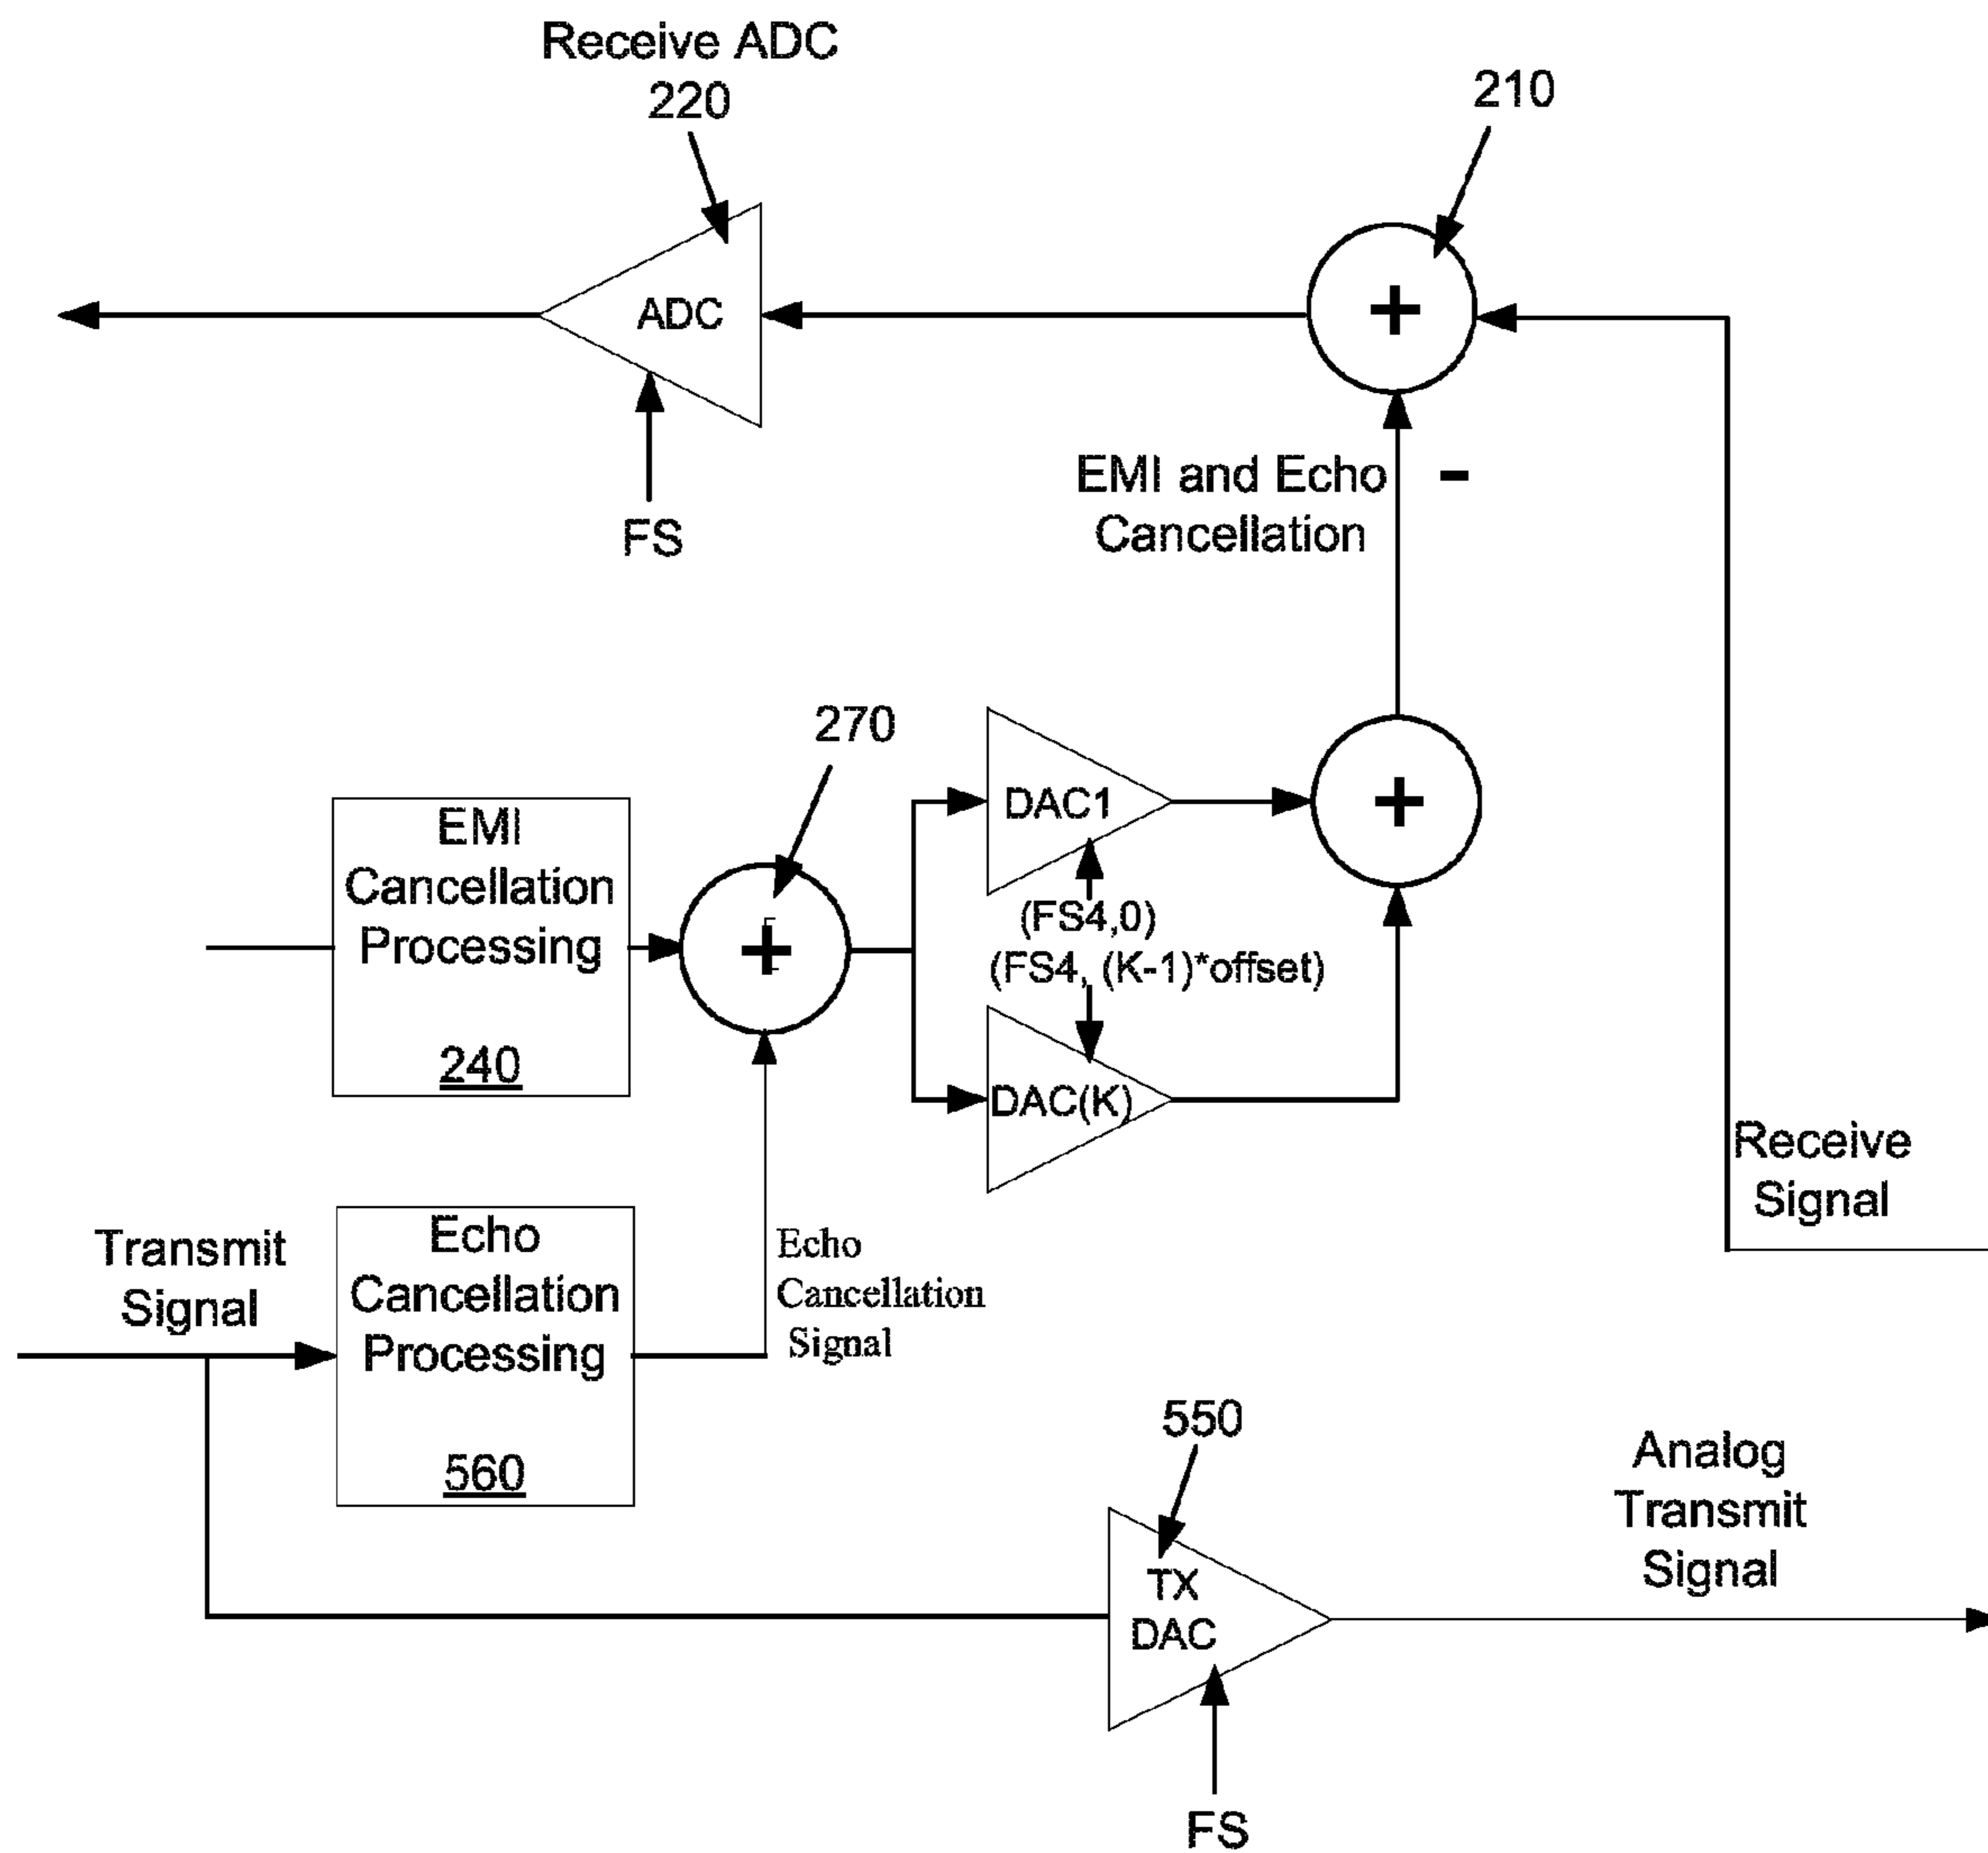 Receive ADC
220
210
ADC
+
FS
EMI and Echo
Cancellation
-
270
EMI
Cancellation
Processing
240
+
DAC1
+
(FS4,0)
(FS4, (K-1)*offset)
DAC(K)
Receive
Signal
Transmit
Signal
Echo
Cancellation
Processing
560
Echo
Cancellation
Signal
550
TX
DAC
Analog
Transmit
Signal
FS